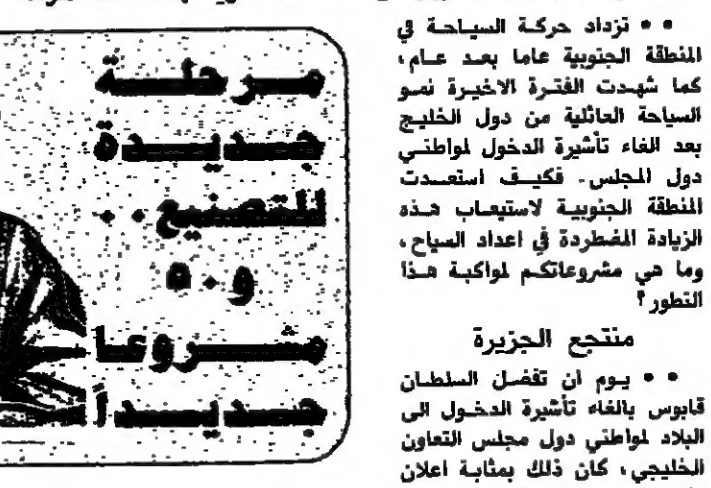 • • تزداد حركة السياحة في
المنطقة الجنوبية عاما بعد عام،
كما شهدت الفترة الاخيرة نمو
السياحة العائلية من دول الخليج
بعد الغاء تأشيرة الدخول لمواطني
دول المجلس. فكيف استعدت
المنطقة الجنوبية لاستيعاب هذه
الزيادة المضطردة في اعداد السياح،
وما هي مشروعاتكم لمواكبة هذا
التطور؟
منتجع الجزيرة
• • يوم ان تفضل السلطان
قابوس بالغاء تأشيرة الدخول الى
البلاد لمواطني دول مجلس التعاون
الخليجي، كان ذلك بمثابة اعلان
مرحلة
جديدة
للتصنيع..
و٥٠
مشروعا
جديداً